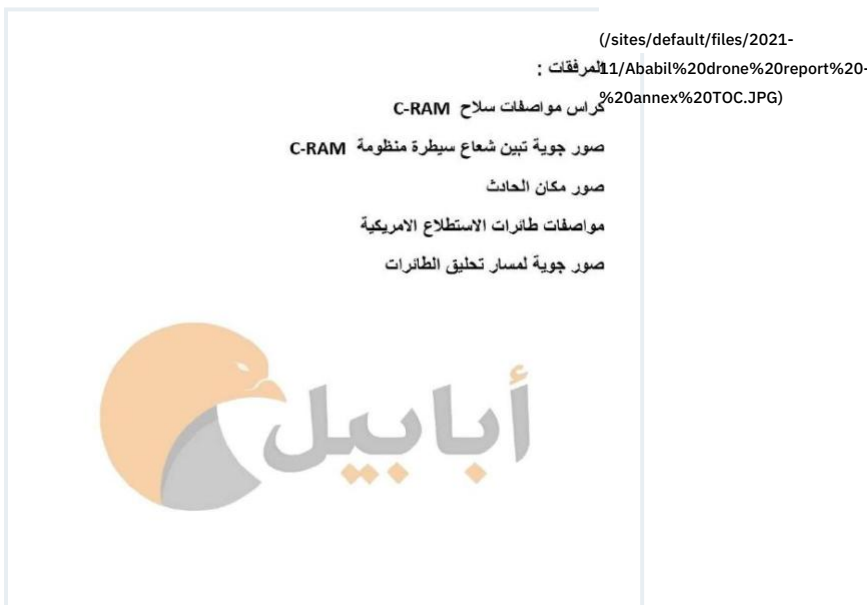 (/sites/default/files/2021-
11/Ababil%20drone%20report%20-
%20annex%20TOC.JPG)
المرفقات :
كراس مواصفات سلاح C-RAM
صور جوية تبين شعاع سيطرة منظومة C-RAM
صور مكان الحادث
مواصفات طائرات الاستطلاع الامريكية
صور جوية لمسار تحليق الطائرات
أبابيل